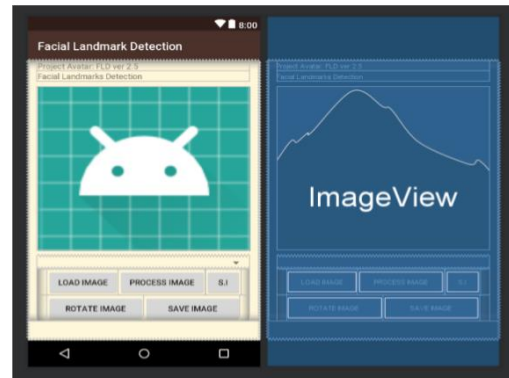 8:00
Facial Landmark Detection
Project Avatar: FLD ver 2.5
Facial Landmarks Detection
LOAD IMAGE PROCESS IMAGE S.I
ROTATE IMAGE SAVE IMAGE
Project Avatar: FLD ver 2.5
Facial Landmarks Detection
ImageView
LOAD IMAGE PROCESS IMAGE S.I
ROTATE IMAGE SAVE IMAGE